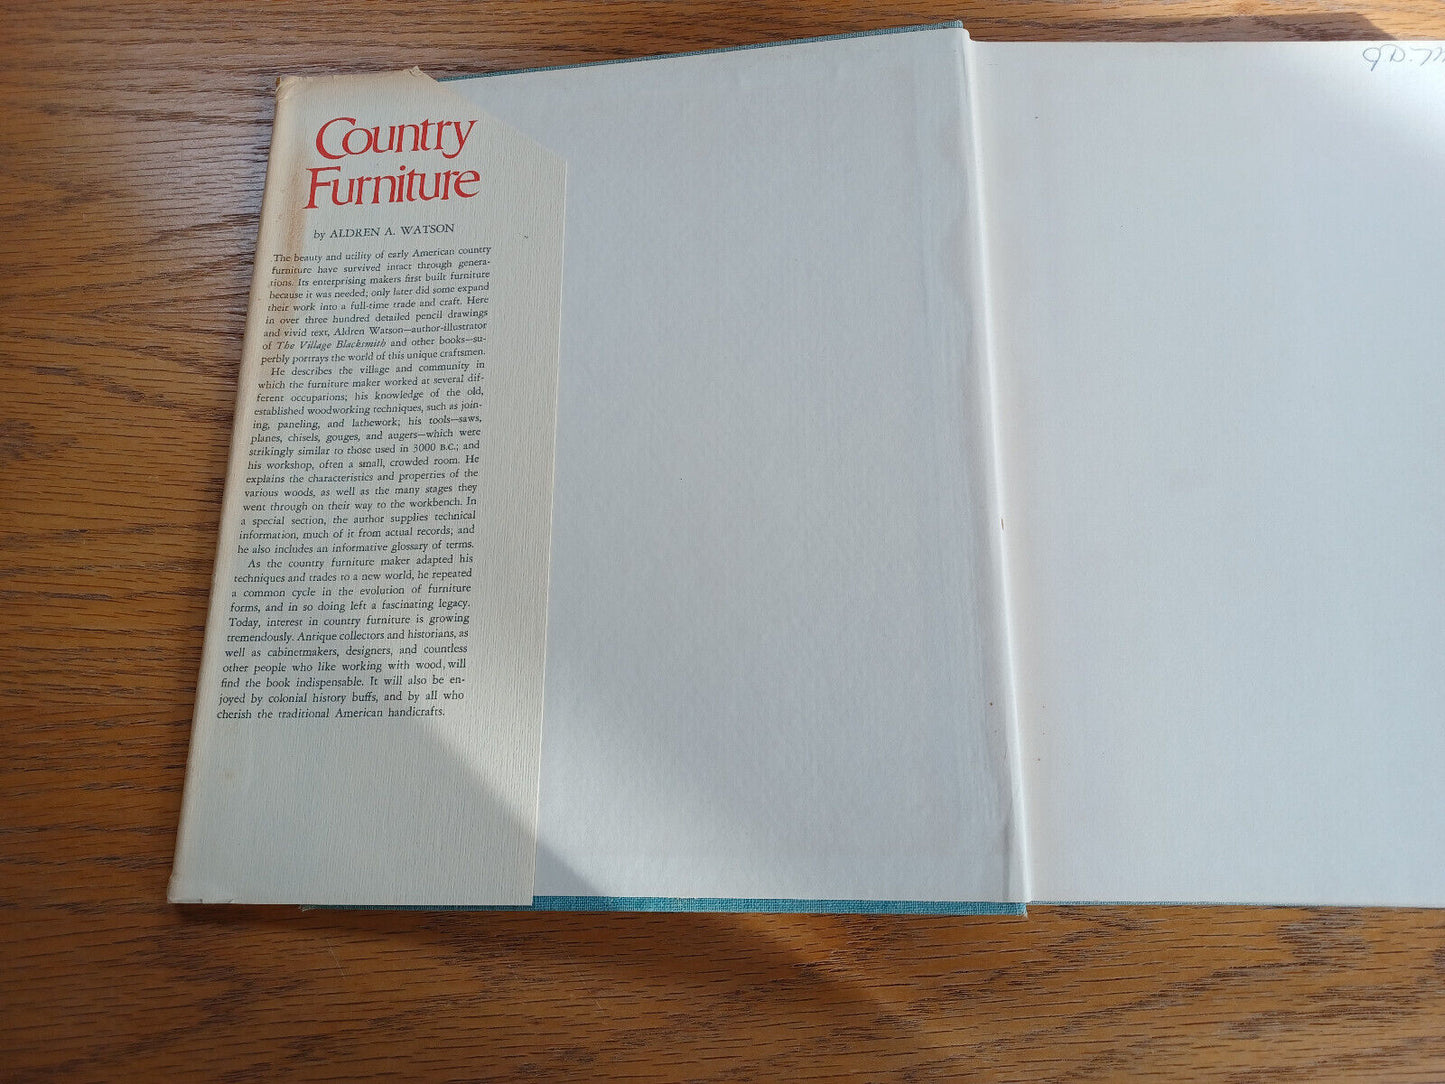 Country
Furniture
by ALDREN A. WATSON
The beauty and utility of early American country
furniture have survived intact through genera-
tions. Its enterprising makers first built furniture
because it was needed; only later did some expand
their work into a full-time trade and craft. Here
in over three hundred detailed pencil drawings
and vivid text, Aldren Watson—author-illustrator
of The Village Blacksmith and other books—su-
perbly portrays the world of this unique craftsmen.
He describes the village and community in
which the furniture maker worked at several dif-
ferent occupations; his knowledge of the old,
established woodworking techniques, such as join-
ing, paneling, and lathework; his tools—saws,
planes, chisels, gouges, and augers—which were
strikingly similar to those used in 3000 B.C.; and
his workshop, often a small, crowded room. He
explains the characteristics and properties of the
various woods, as well as the many stages they
went through on their way to the workbench. In
a special section, the author supplies technical
information, much of it from actual records; and
he also includes an informative glossary of terms.
As the country furniture maker adapted his
techniques and trades to a new world, he repeated
a common cycle in the evolution of furniture
forms, and in so doing left a fascinating legacy.
Today, interest in country furniture is growing
tremendously. Antique collectors and historians, as
well as cabinetmakers, designers, and countless
other people who like working with wood, will
find the book indispensable. It will also be en-
joyed by colonial history buffs, and by all who
cherish the traditional American handicrafts.